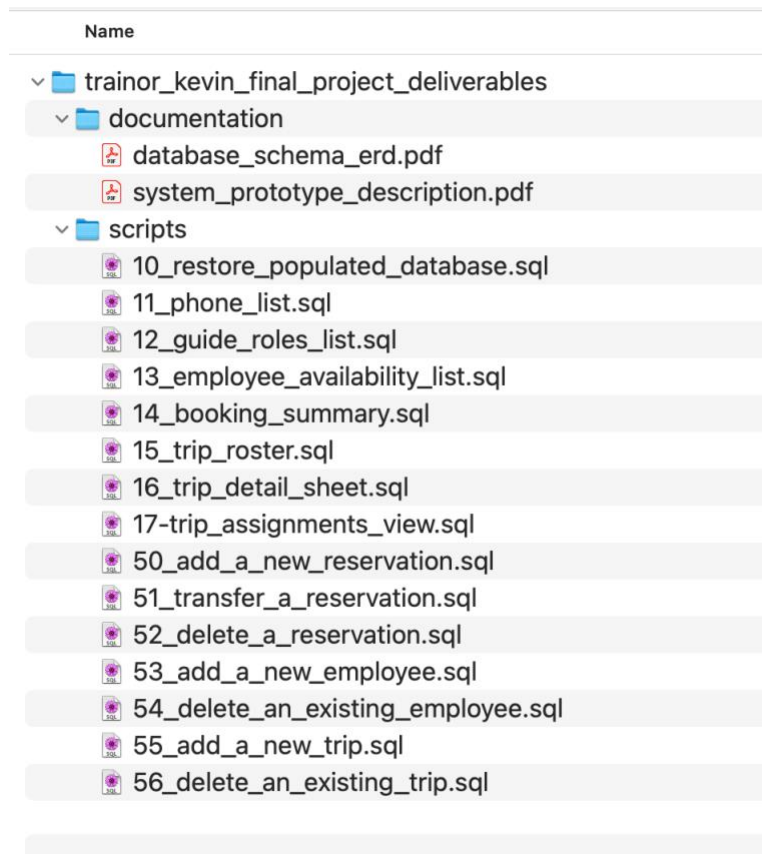 Name
trainor_kevin_final_project_deliverables
documentation
database_schema_erd.pdf
system_prototype_description.pdf
scripts
10_restore_populated_database.sql
11_phone_list.sql
12_guide_roles_list.sql
13_employee_availability_list.sql
14_booking_summary.sql
15_trip_roster.sql
16_trip_detail_sheet.sql
17-trip_assignments_view.sql
50_add_a_new_reservation.sql
51_transfer_a_reservation.sql
52_delete_a_reservation.sql
53_add_a_new_employee.sql
54_delete_an_existing_employee.sql
55_add_a_new_trip.sql
56_delete_an_existing_trip.sql